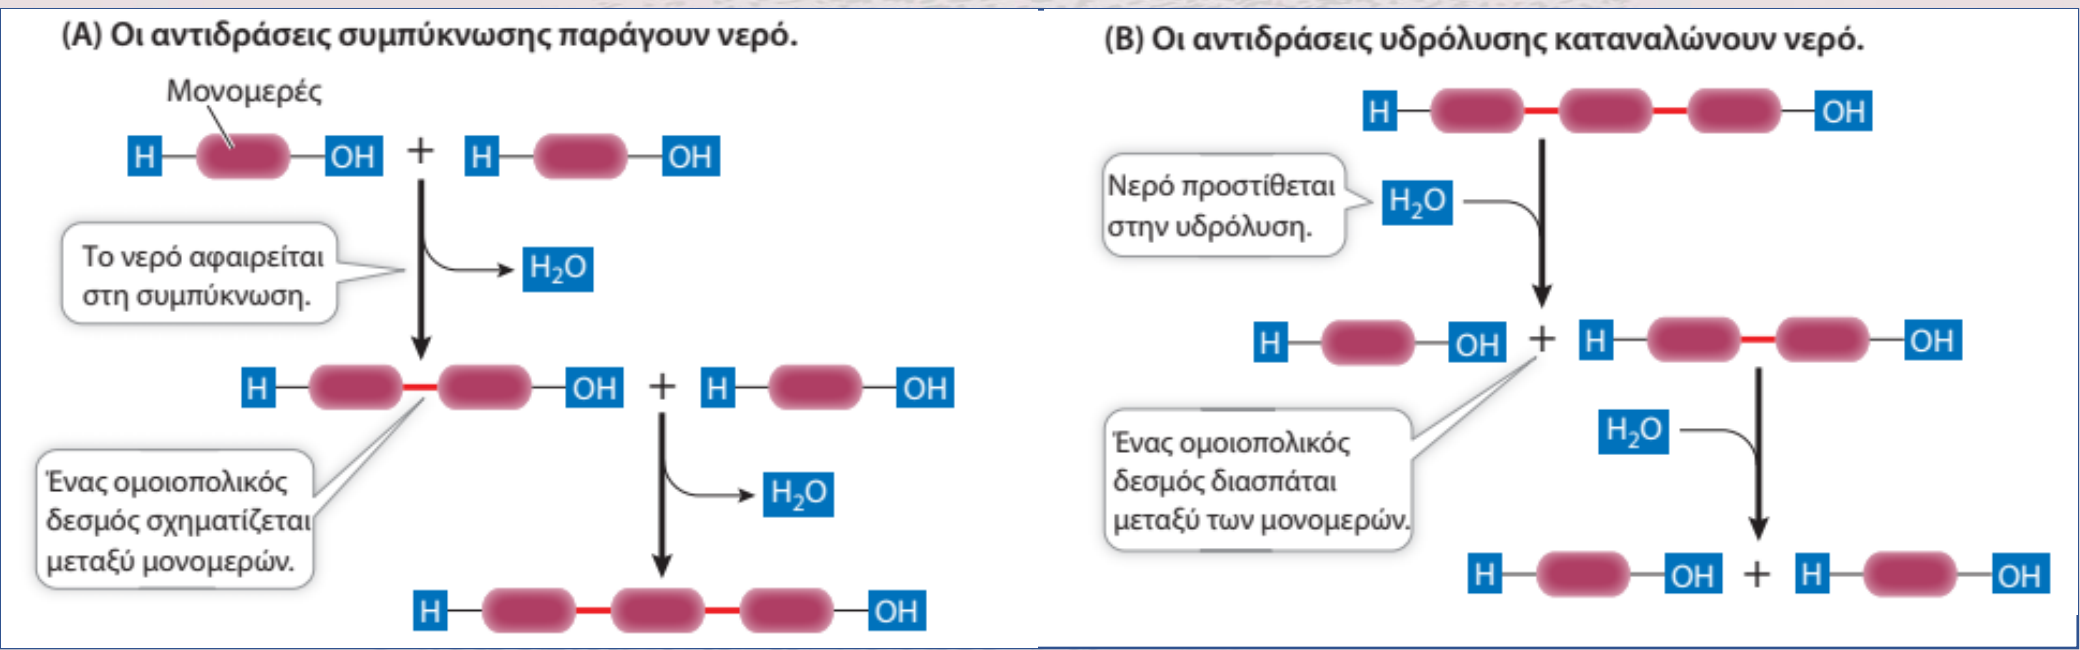 (A) Οι αντιδράσεις συμπύκνωσης παράγουν νερό.
Μονομερές
H OH + H OH
Το νερό αφαιρείται
στη συμπύκνωση.
H₂O
H OH + H OH
Ένας ομοιοπολικός
δεσμός σχηματίζεται
μεταξύ μονομερών.
H₂O
H OH
(B) Οι αντιδράσεις υδρόλυσης καταναλώνουν νερό.
H OH
Νερό προστίθεται
στην υδρόλυση.
H₂O
H OH + H OH
Ένας ομοιοπολικός
δεσμός διασπάται
μεταξύ των μονομερών.
H₂O
H OH + H OH